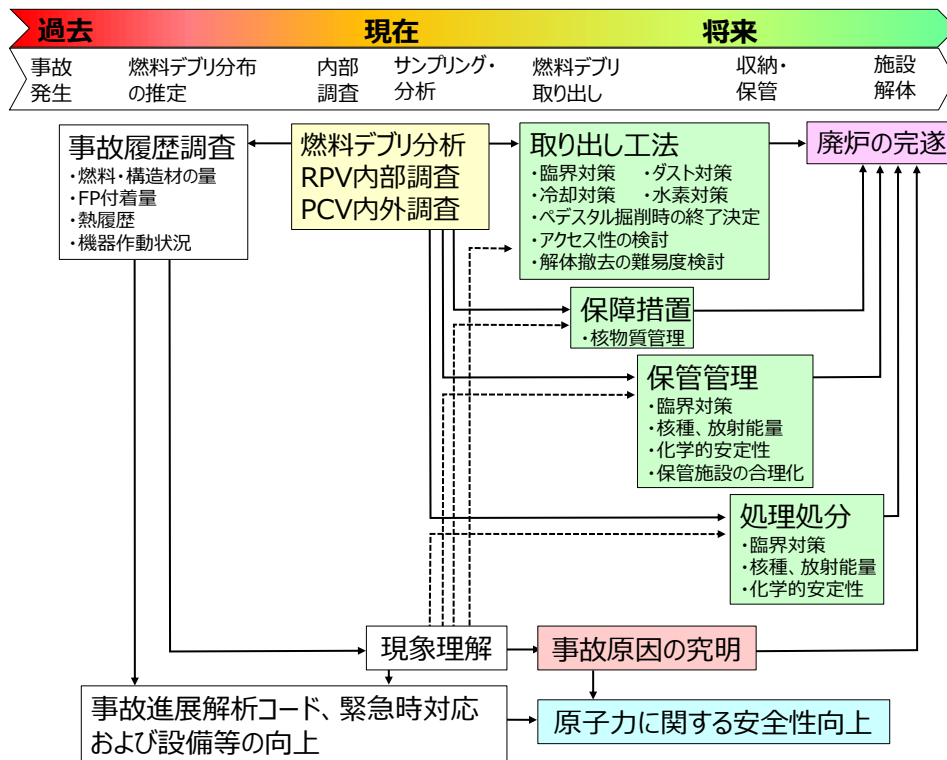 過去
現在
将来
事故
発生
燃料デブリ分布
の推定
内部
調査
サンプリング・
分析
燃料デブリ
取り出し
収納・
保管
施設
解体
事故履歴調査
・燃料・構造材の量
・FP付着量
・熱履歴
・機器作動状況
燃料デブリ分析
RPV内部調査
PCV内外調査
取り出し工法
・臨界対策 ・ダスト対策
・冷却対策 ・水素対策
・ペデスタル掘削時の終了決定
・アクセス性の検討
・解体撤去の難易度検討
廃炉の完遂
保障措置
・核物質管理
保管管理
・臨界対策
・核種、放射能量
・化学的安定性
・保管施設の合理化
処理処分
・臨界対策
・核種、放射能量
・化学的安定性
現象理解
事故原因の究明
事故進展解析コード、緊急時対応
および設備等の向上
原子力に関する安全性向上